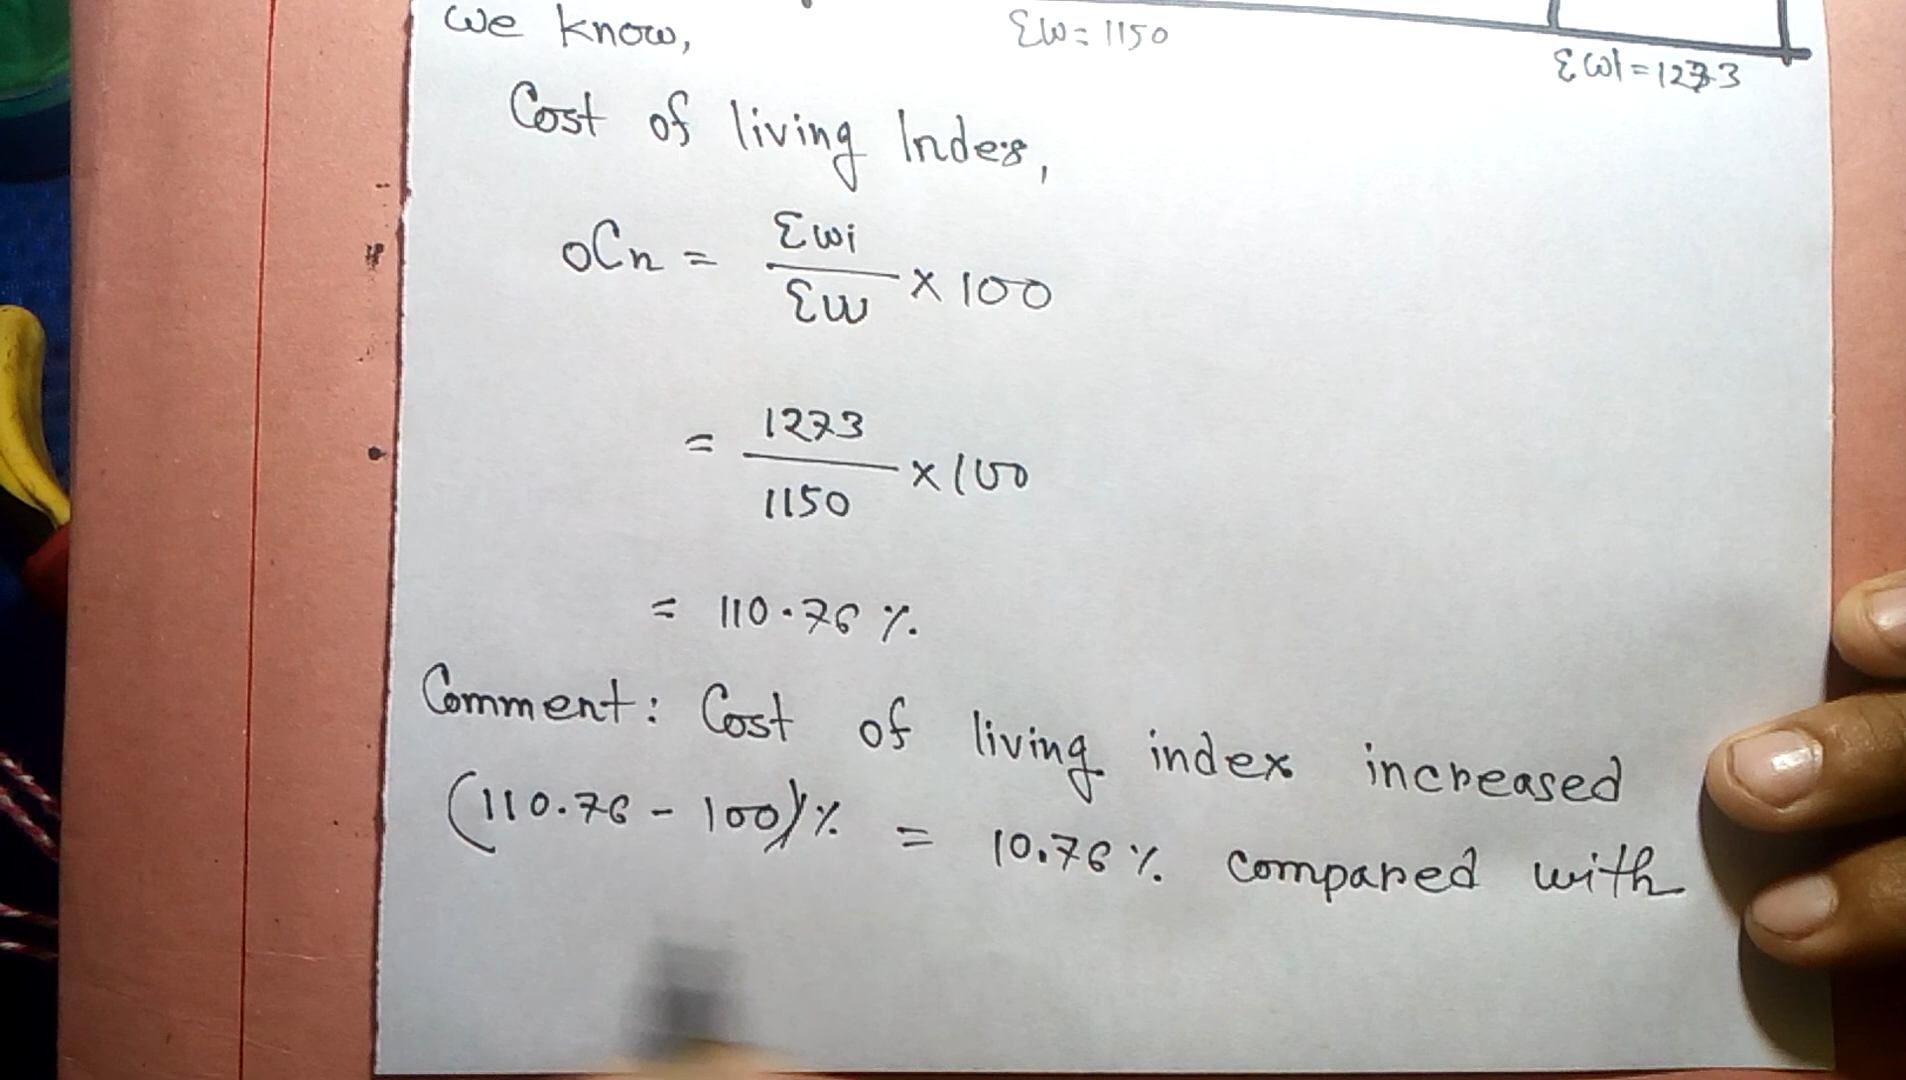 we know,
Σw = 1150
Σwi = 1273
Cost of living Index,
oCn = Σwi / Σw × 100
= 1273 / 1150 × 100
= 110.76 %.
Comment: Cost of living index increased
(110.76 - 100)% = 10.76 %. compared with